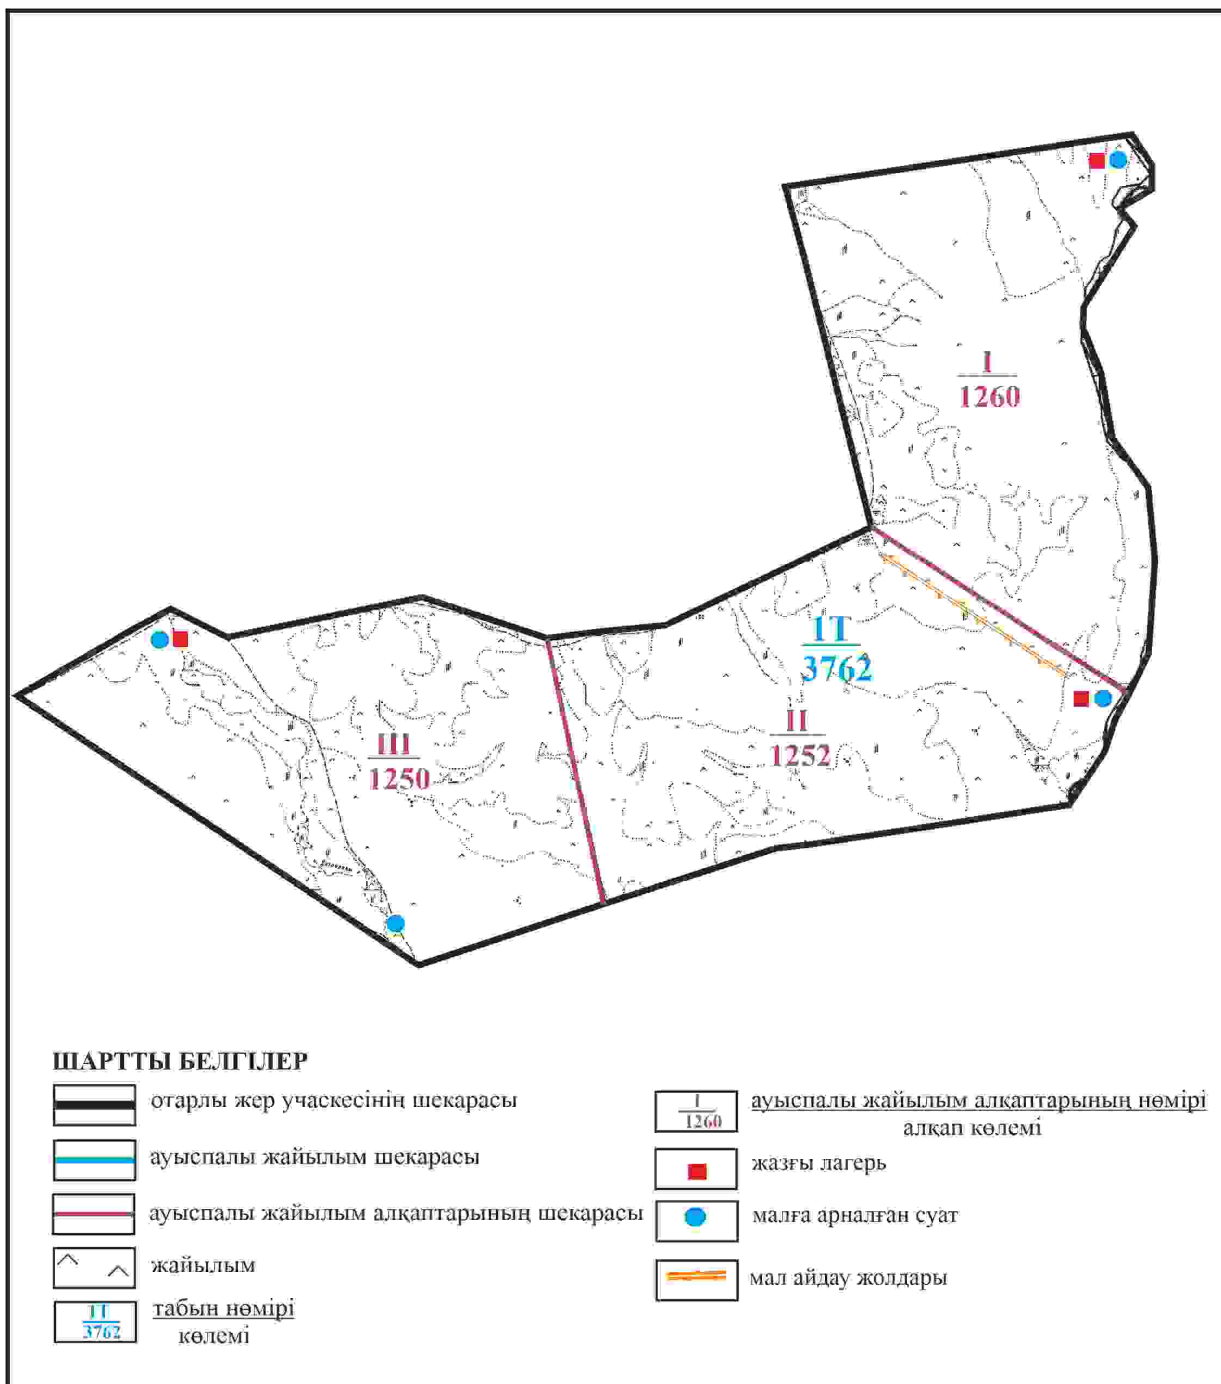 I
1260
1Т
3762
II
1252
III
1250
ШАРТТЫ БЕЛГІЛЕР
отарлы жер учаскесінің шекарасы
ауыспалы жайылым шекарасы
ауыспалы жайылым алқаптарының шекарасы
жайылым
1Т
3762
табын нөмірі
көлемі
I
1260
ауыспалы жайылым алқаптарының нөмірі
алқап көлемі
жазғы лагерь
малға арналған суат
мал айдау жолдары